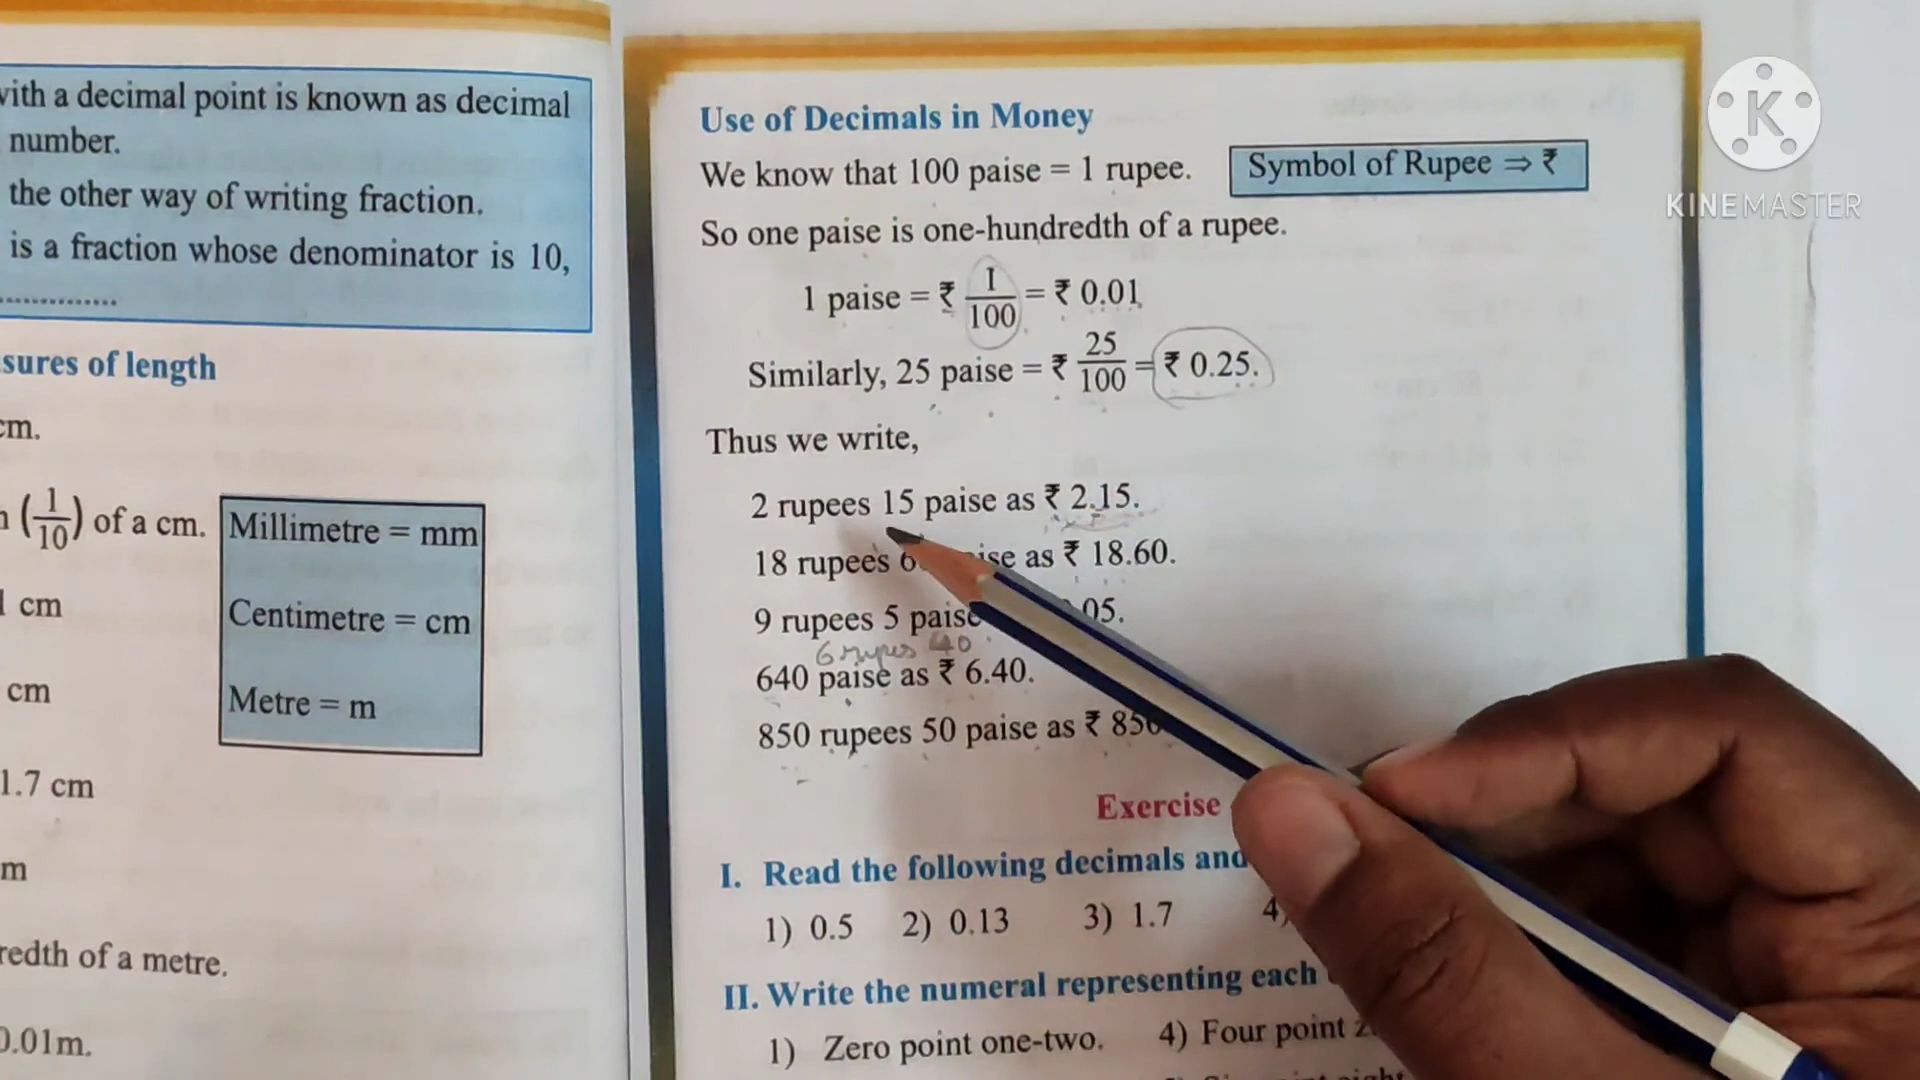 with a decimal point is known as decimal
number.
the other way of writing fraction.
is a fraction whose denominator is 10,
..............
sures of length
cm.
(1/10) of a cm.
Millimetre = mm
cm
Centimetre = cm
cm
Metre = m
1.7 cm
m
redth of a metre.
0.01m.
Use of Decimals in Money
We know that 100 paise = 1 rupee.
Symbol of Rupee ⇒ ₹
So one paise is one-hundredth of a rupee.
1 paise = ₹ 1/100 = ₹ 0.01
Similarly, 25 paise = ₹ 25/100 = ₹ 0.25.
Thus we write,
2 rupees 15 paise as ₹ 2.15.
18 rupees as ₹ 18.60.
9 rupees 5 paise .05.
6 rupes 40
640 paise as ₹ 6.40.
850 rupees 50 paise as ₹
Exercise
I. Read the following decimals and
1) 0.5 2) 0.13 3) 1.7 4)
II. Write the numeral representing each
1) Zero point one-two. 4) Four point
K
KINEMASTER